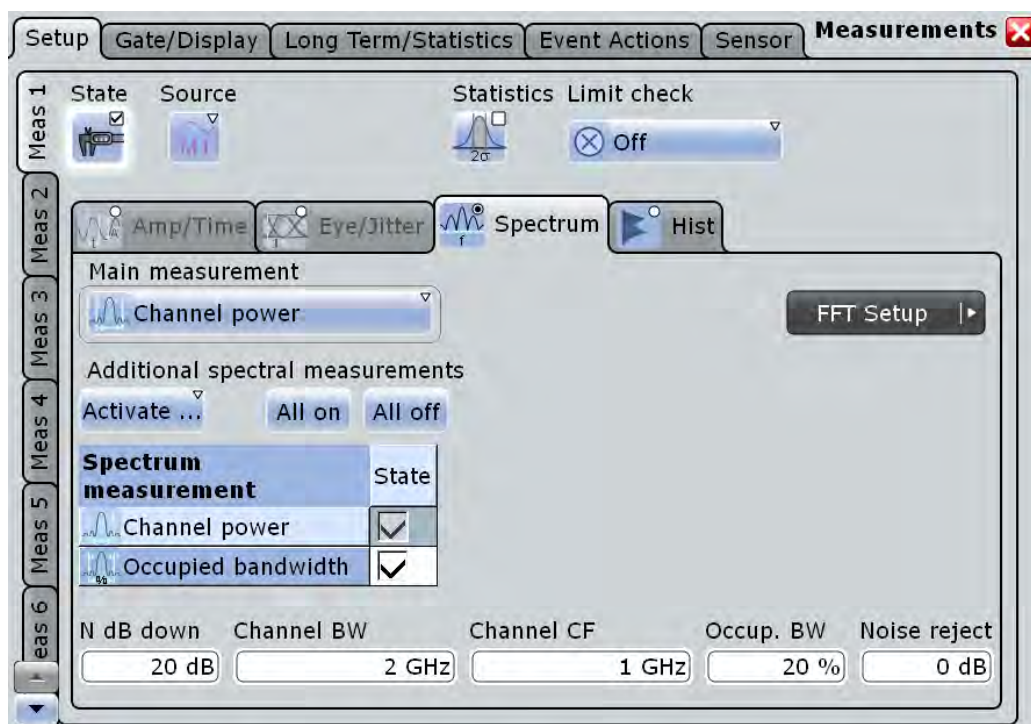 Setup Gate/Display Long Term/Statistics Event Actions Sensor Measurements
Meas 1
Meas 2
Meas 3
Meas 4
Meas 5
eas 6
State Source Statistics Limit check
M1
2σ
Off
Amp/Time Eye/Jitter Spectrum Hist
Main measurement
Channel power
FFT Setup
Additional spectral measurements
Activate ... All on All off
Spectrum measurement State
Channel power
Occupied bandwidth
N dB down Channel BW Channel CF Occup. BW Noise reject
20 dB 2 GHz 1 GHz 20 % 0 dB